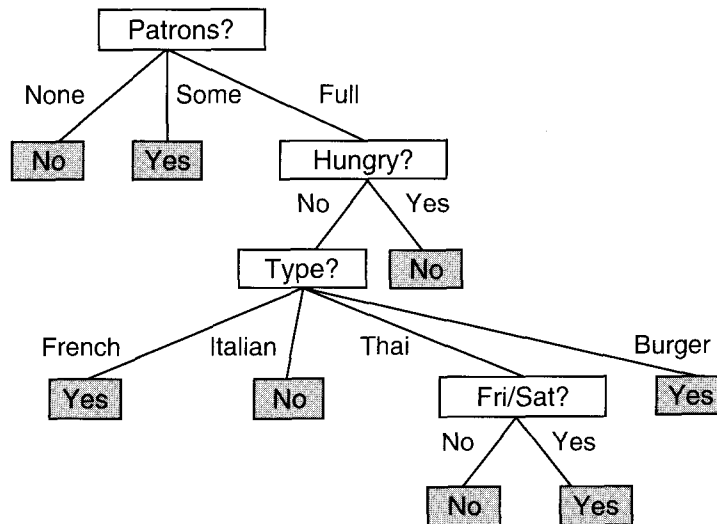 Patrons?
None Some Full
No Yes Hungry?
No Yes
Type? No
French Italian Thai Burger
Yes No Fri/Sat? Yes
No Yes
No Yes